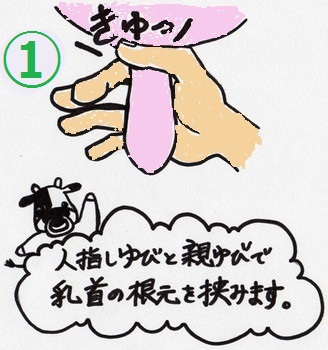 きゅっ
1
人指しゆびと親ゆびで
乳首の根元を挟みます。